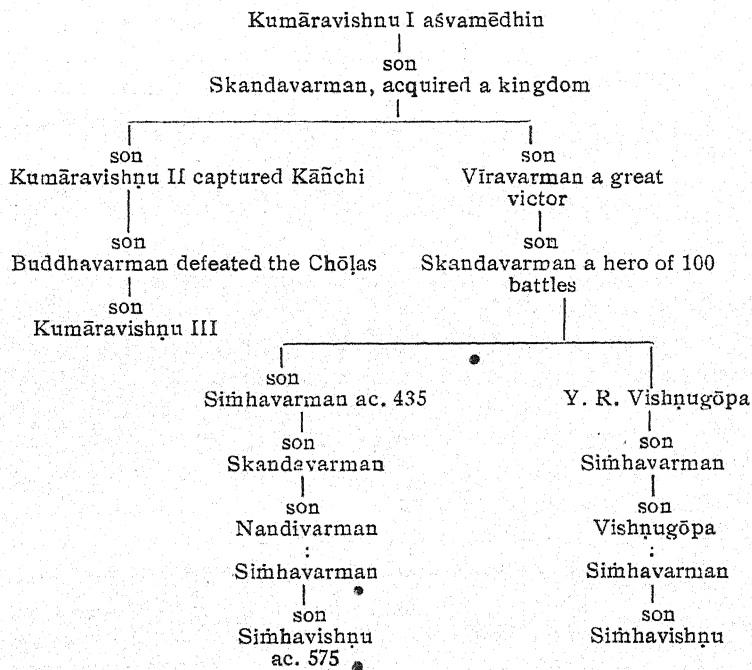 Kumāravishnu I aśvamēdhin
son
Skandavarman, acquired a kingdom
son son
Kumāravishṇu II captured Kāñchi Vīravarman a great
victor
son son
Buddhavarman defeated the Chōḷas Skandavarman a hero of 100
battles
son
Kumāravishṇu III
son
Siṁhavarman ac. 435 Y. R. Vishṇugōpa
son son
Skandavarman Siṁhavarman
son son
Nandivarman Vishṇugōpa
: :
Siṁhavarman Siṁhavarman
son son
Siṁhavishṇu Siṁhavishṇu
ac. 575